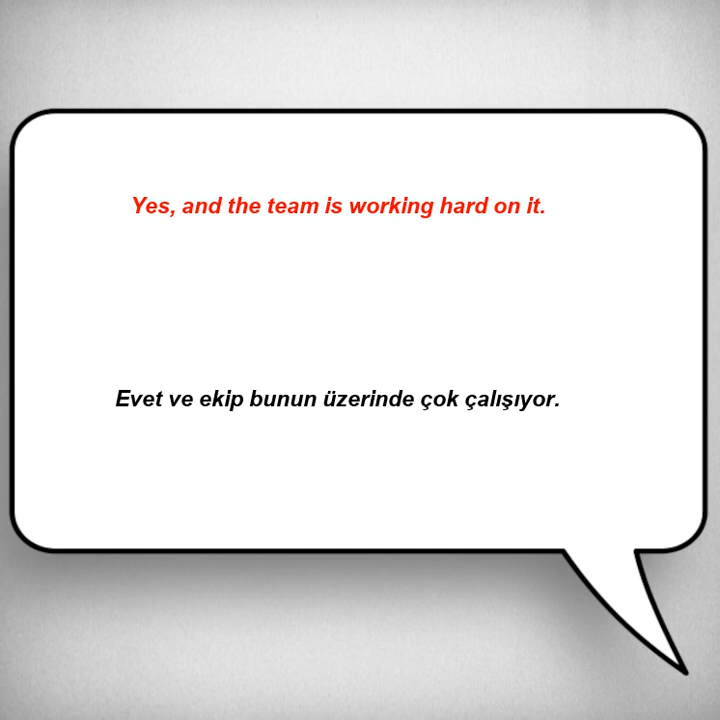 Yes, and the team is working hard on it.
Evet ve ekip bunun üzerinde çok çalışıyor.